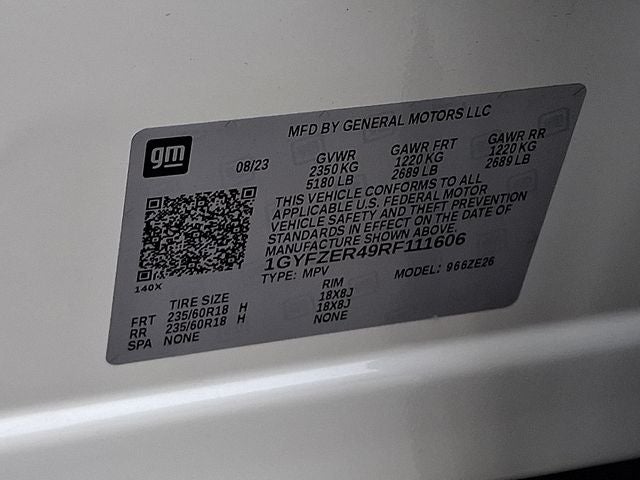 MFD BY GENERAL MOTORS LLC
gm
08/23
GVWR GAWR FRT GAWR RR
2350 KG 1220 KG 1220 KG
5180 LB 2689 LB 2689 LB
THIS VEHICLE CONFORMS TO ALL
APPLICABLE U.S. FEDERAL MOTOR
VEHICLE SAFETY AND THEFT PREVENTION
STANDARDS IN EFFECT ON THE DATE OF
MANUFACTURE SHOWN ABOVE.
1GYFZER49RF111606
TYPE: MPV MODEL: 966ZE26
140X
TIRE SIZE RIM
FRT 235/60R18 H 18X8J
RR 235/60R18 H 18X8J
SPA NONE NONE